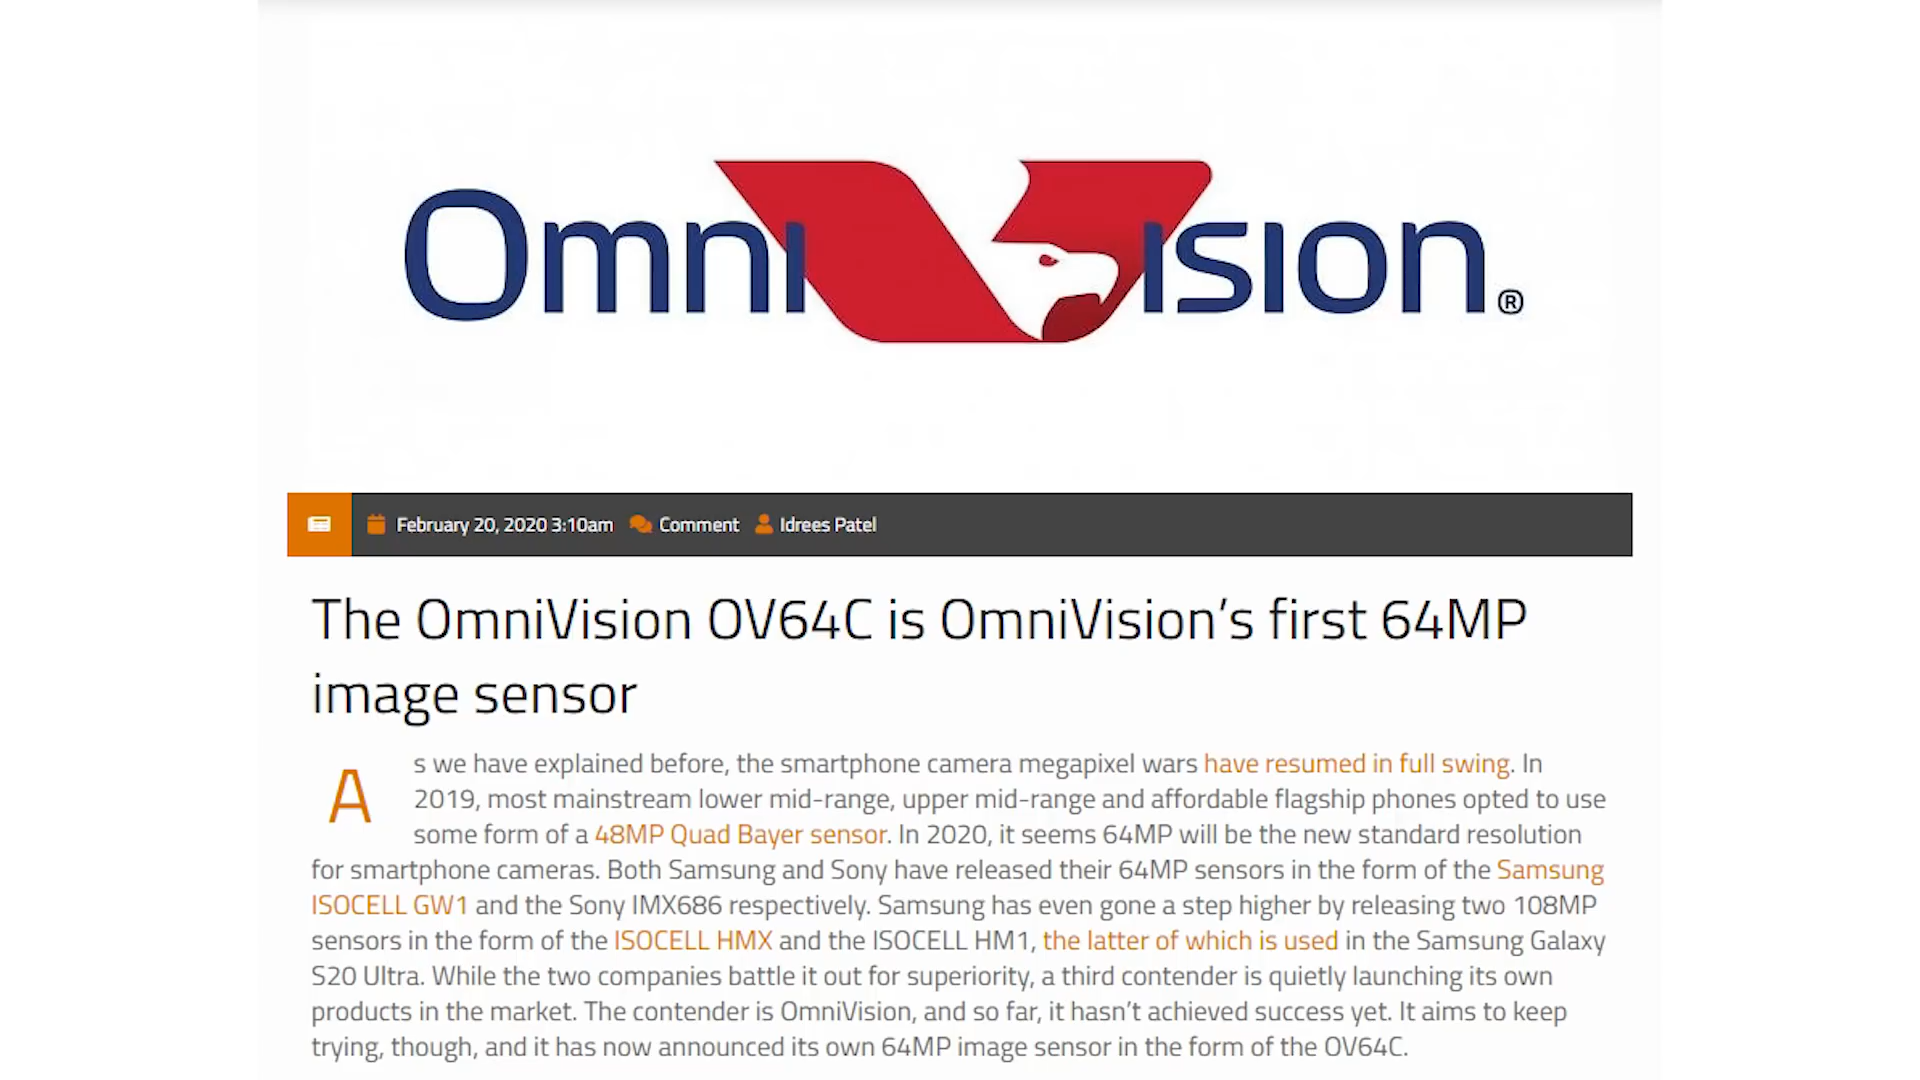 OmniVision®
February 20, 2020 3:10am Comment Idrees Patel
The OmniVision OV64C is OmniVision’s first 64MP
image sensor
As we have explained before, the smartphone camera megapixel wars have resumed in full swing. In
2019, most mainstream lower mid-range, upper mid-range and affordable flagship phones opted to use
some form of a 48MP Quad Bayer sensor. In 2020, it seems 64MP will be the new standard resolution
for smartphone cameras. Both Samsung and Sony have released their 64MP sensors in the form of the Samsung
ISOCELL GW1 and the Sony IMX686 respectively. Samsung has even gone a step higher by releasing two 108MP
sensors in the form of the ISOCELL HMX and the ISOCELL HM1, the latter of which is used in the Samsung Galaxy
S20 Ultra. While the two companies battle it out for superiority, a third contender is quietly launching its own
products in the market. The contender is OmniVision, and so far, it hasn’t achieved success yet. It aims to keep
trying, though, and it has now announced its own 64MP image sensor in the form of the OV64C.